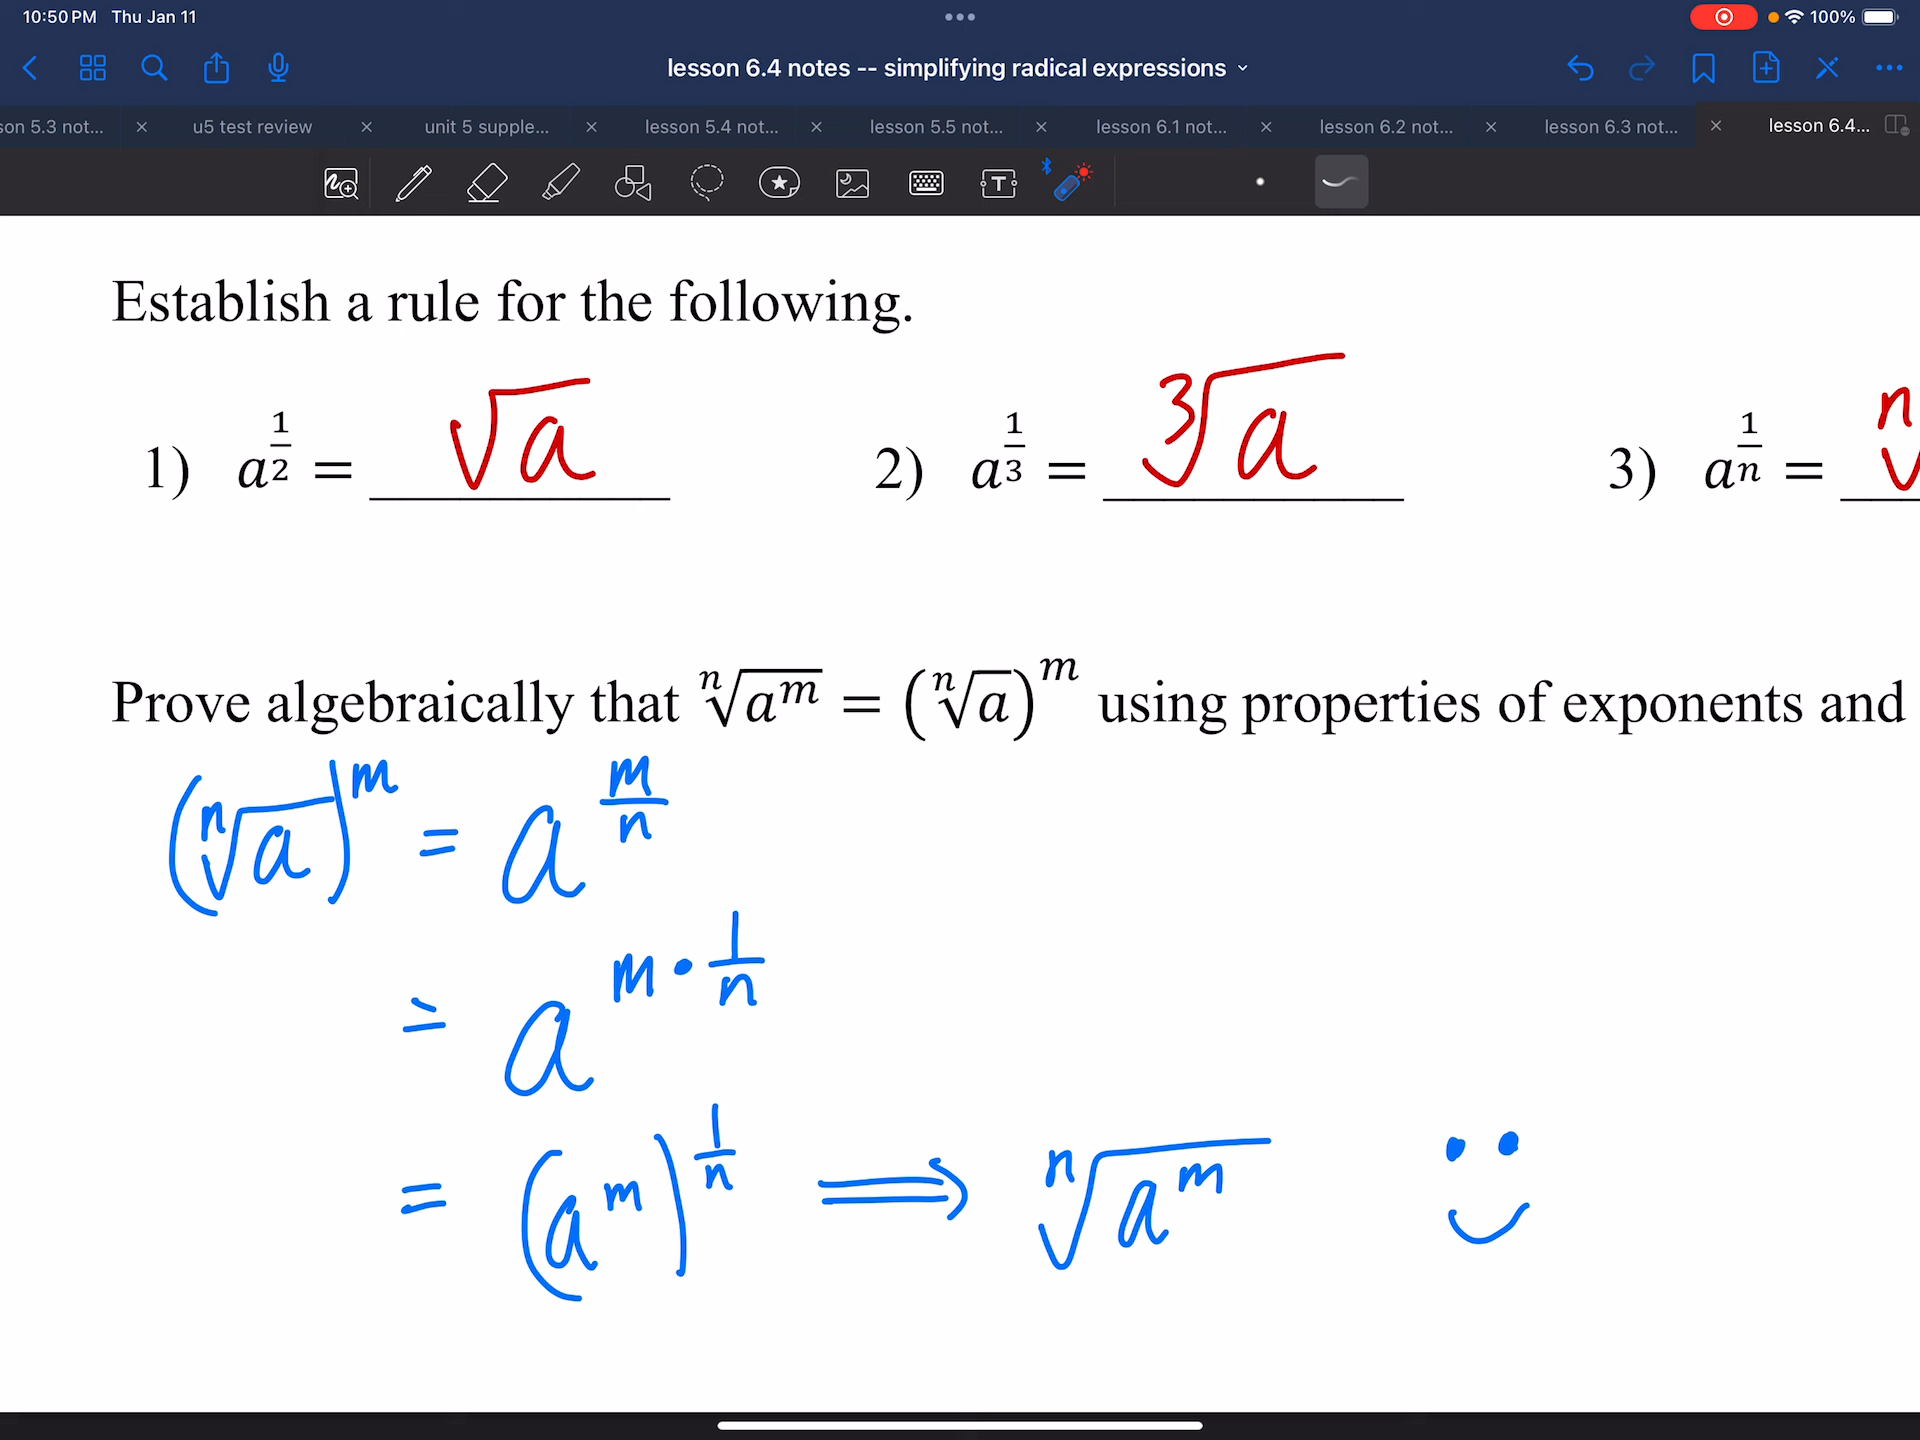 10:50 PM Thu Jan 11 100%
lesson 6.4 notes -- simplifying radical expressions
son 5.3 not... u5 test review unit 5 supple... lesson 5.4 not... lesson 5.5 not... lesson 6.1 not... lesson 6.2 not... lesson 6.3 not... lesson 6.4...
Establish a rule for the following.
1) a^(1/2) = √a 2) a^(1/3) = ³√a 3) a^(1/n) = ⁿ√
Prove algebraically that ⁿ√(a^m) = (ⁿ√a)^m using properties of exponents and
(ⁿ√a)^m = a^(m/n)
= a^(m · 1/n)
= (a^m)^(1/n) ⟹ ⁿ√(a^m)